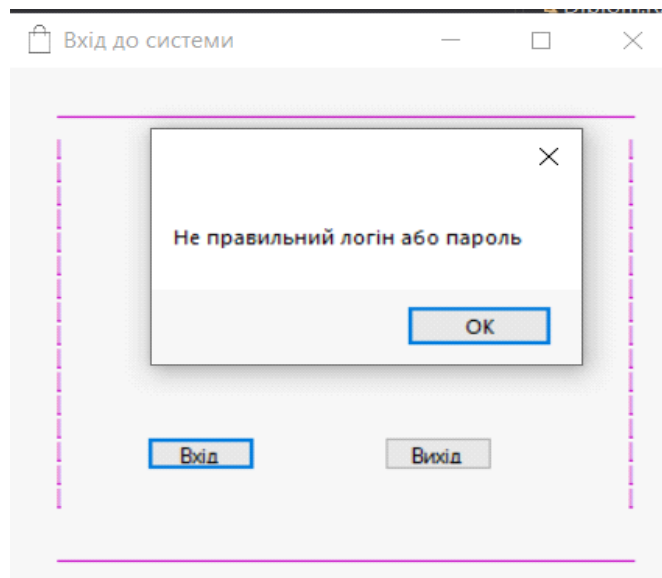 Вхід до системи
Не правильний логін або пароль
OK
Вхід
Вихід